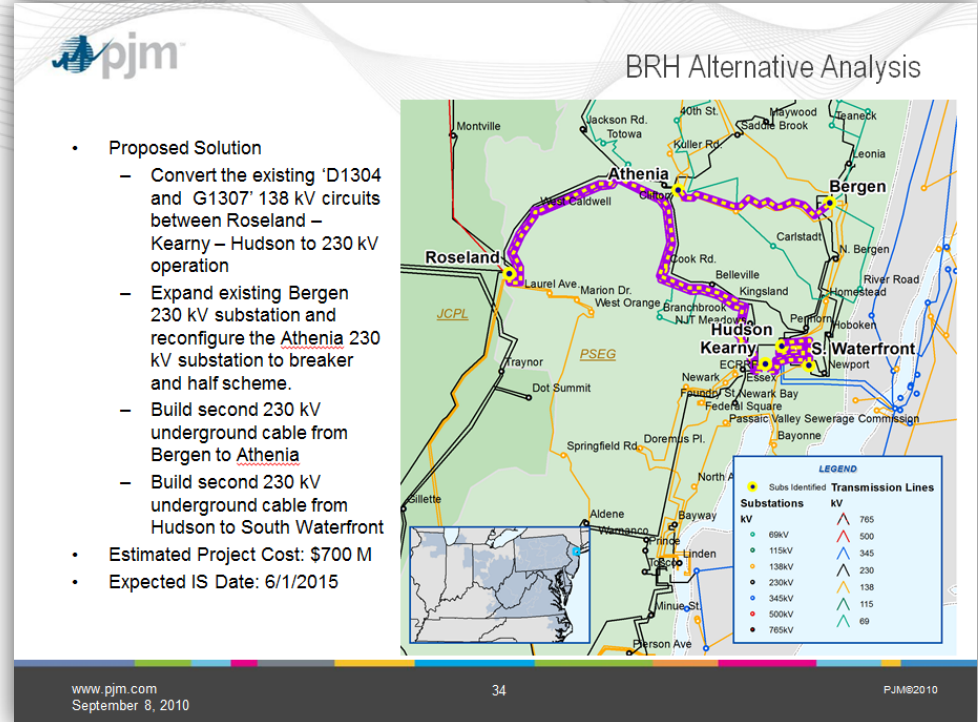 pjm
BRH Alternative Analysis
• Proposed Solution
– Convert the existing ‘D1304
and G1307’ 138 kV circuits
between Roseland –
Kearny – Hudson to 230 kV
operation
– Expand existing Bergen
230 kV substation and
reconfigure the Athenia 230
kV substation to breaker
and half scheme.
– Build second 230 kV
underground cable from
Bergen to Athenia
– Build second 230 kV
underground cable from
Hudson to South Waterfront
• Estimated Project Cost: $700 M
• Expected IS Date: 6/1/2015
Montville
Jackson Rd.
Totowa
40th St.
Kuller Rd.
Maywood
Saddle Brook
Teaneck
Leonia
Athenia
Bergen
West Caldwell
Carlstadt
N. Bergen
Roseland
Cook Rd.
Belleville
Laurel Ave.
Marion Dr.
West Orange
Kingsland
River Road
Homestead
Branchbrook
NJT Meadow
JCPL
Penhorn
Hoboken
Hudson
Kearny
S. Waterfront
PSEG
Traynor
Newport
Newark
Essex
Dot Summit
Foundry St.
Newark Bay
Federal Square
Passaic Valley Sewerage Commission
Springfield Rd.
Doremus Pl.
Bayonne
North A
Gillette
Aldene
Bayway
Warinanco
Prince
Linden
Tosco
Minue St.
Pierson Ave
LEGEND
Subs Identified
Transmission Lines
Substations
kV
kV
69kV
115kV
138kV
230kV
345kV
500kV
765kV
765
500
345
230
138
115
69
www.pjm.com
September 8, 2010
34
PJM©2010